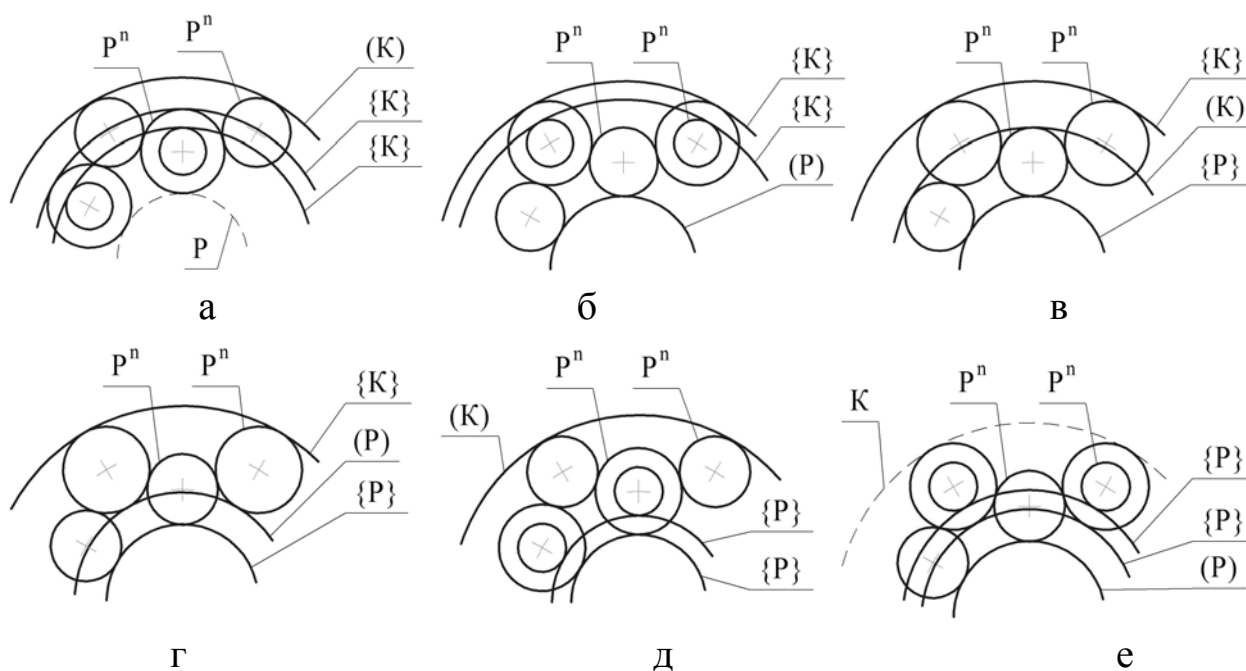 Pⁿ Pⁿ (К)
{К}
{К}
Р
а
Pⁿ Pⁿ {К}
{К}
(Р)
б
Pⁿ Pⁿ {К}
(К)
{Р}
в
Pⁿ Pⁿ {К}
(Р)
{Р}
г
(К) Pⁿ Pⁿ
{Р}
{Р}
д
К Pⁿ Pⁿ
{Р}
{Р}
(Р)
е